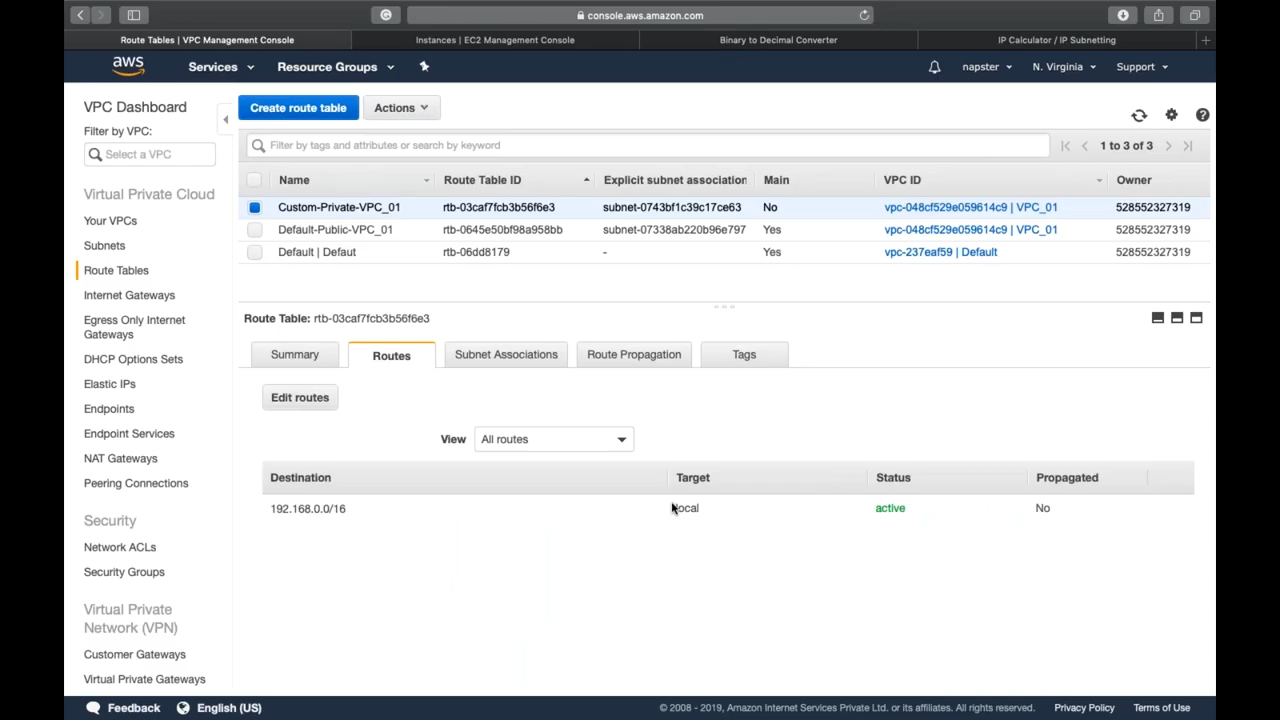 console.aws.amazon.com
Route Tables | VPC Management Console
Instances | EC2 Management Console
Binary to Decimal Converter
IP Calculator / IP Subnetting
aws
Services
Resource Groups
napster
N. Virginia
Support
VPC Dashboard
Filter by VPC:
Select a VPC
Virtual Private Cloud
Your VPCs
Subnets
Route Tables
Internet Gateways
Egress Only Internet
Gateways
DHCP Options Sets
Elastic IPs
Endpoints
Endpoint Services
NAT Gateways
Peering Connections
Security
Network ACLs
Security Groups
Virtual Private
Network (VPN)
Customer Gateways
Virtual Private Gateways
Create route table
Actions
Filter by tags and attributes or search by keyword
1 to 3 of 3
Name Route Table ID Explicit subnet association Main VPC ID Owner
Custom-Private-VPC_01 rtb-03caf7fcb3b56f6e3 subnet-0743bf1c39c17ce63 No vpc-048cf529e059614c9 | VPC_01 528552327319
Default-Public-VPC_01 rtb-0645e50bf98a958bb subnet-07338ab220b96e797 Yes vpc-048cf529e059614c9 | VPC_01 528552327319
Default | Defaut rtb-06dd8179 - Yes vpc-237eaf59 | Default 528552327319
Route Table: rtb-03caf7fcb3b56f6e3
Summary
Routes
Subnet Associations
Route Propagation
Tags
Edit routes
View All routes
Destination Target Status Propagated
192.168.0.0/16 local active No
Feedback
English (US)
© 2008 - 2019, Amazon Internet Services Private Ltd. or its affiliates. All rights reserved.
Privacy Policy
Terms of Use